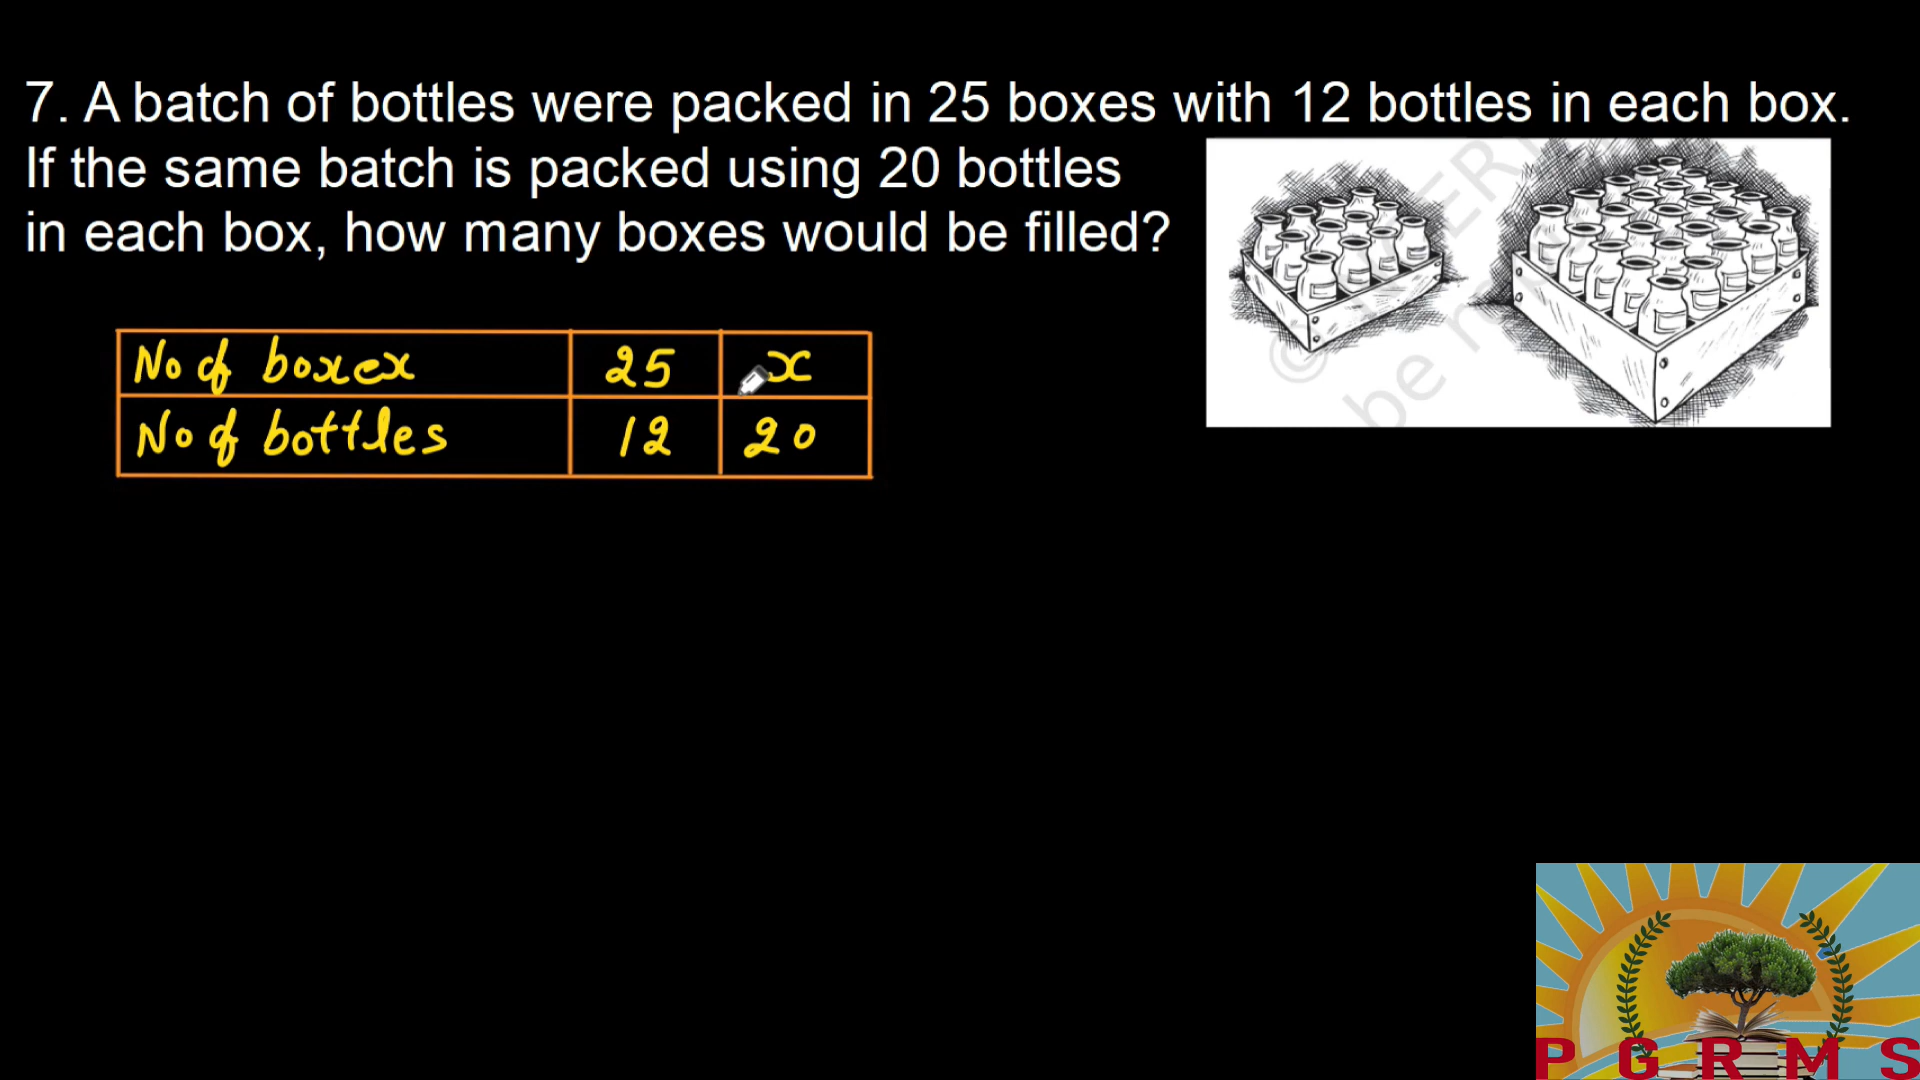 7. A batch of bottles were packed in 25 boxes with 12 bottles in each box.
If the same batch is packed using 20 bottles
in each box, how many boxes would be filled?
No of boxex 25 x
No of bottles 12 20
©
be no
P G R M S